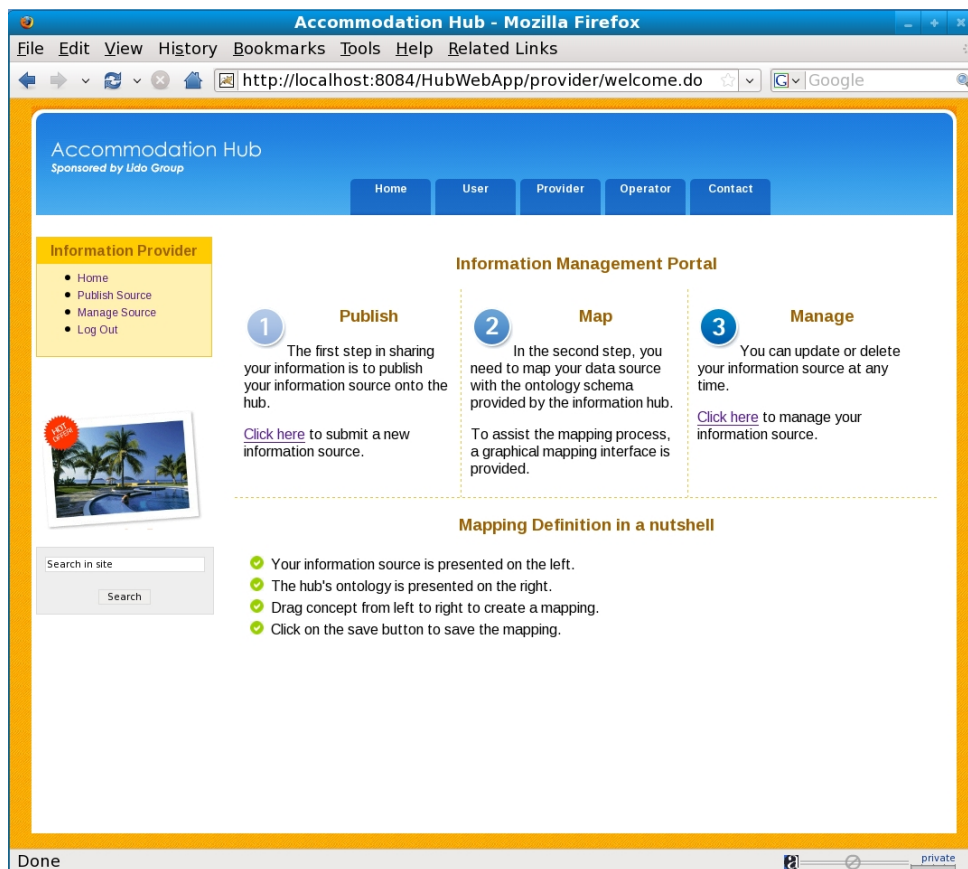 Accommodation Hub - Mozilla Firefox
File Edit View History Bookmarks Tools Help Related Links
http://localhost:8084/HubWebApp/provider/welcome.do
G Google
Accommodation Hub
Sponsored by Lido Group
Home User Provider Operator Contact
Information Provider
Home
Publish Source
Manage Source
Log Out
HOT OFFER!
Search in site
Search
Information Management Portal
1 Publish
The first step in sharing
your information is to publish
your information source onto the
hub.
Click here to submit a new
information source.
2 Map
In the second step, you
need to map your data source
with the ontology schema
provided by the information hub.
To assist the mapping process,
a graphical mapping interface is
provided.
3 Manage
You can update or delete
your information source at any
time.
Click here to manage your
information source.
Mapping Definition in a nutshell
Your information source is presented on the left.
The hub's ontology is presented on the right.
Drag concept from left to right to create a mapping.
Click on the save button to save the mapping.
Done
private